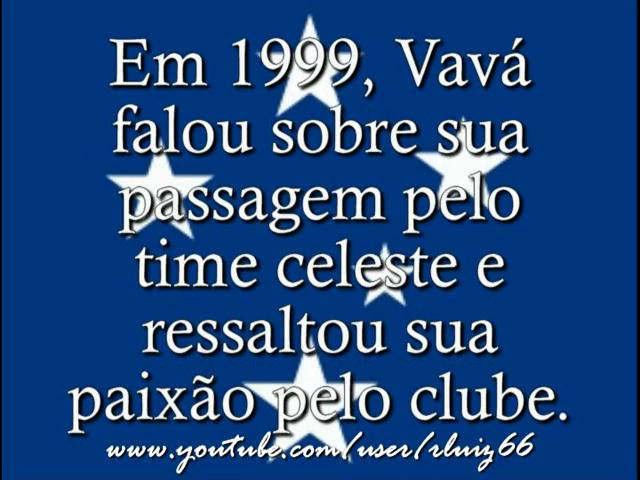 Em 1999, Vavá
falou sobre sua
passagem pelo
time celeste e
ressaltou sua
paixão pelo clube.
www.youtube.com/user/rluiz66